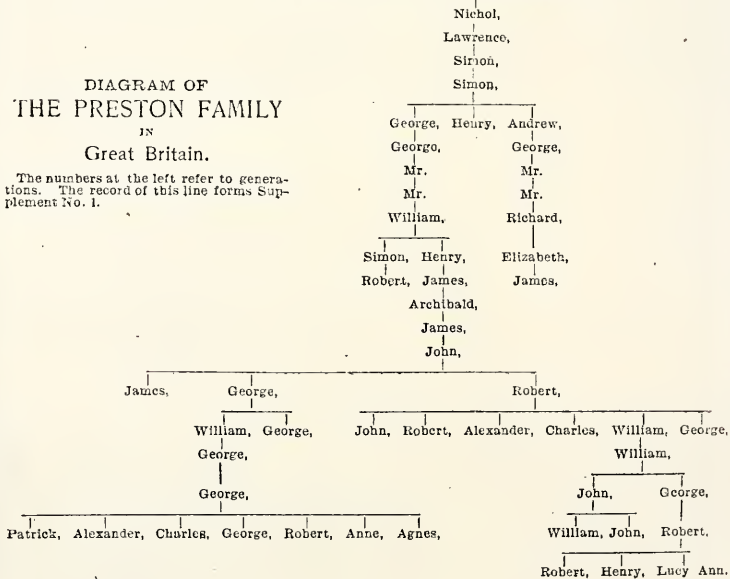 Nichol,
Lawrence,
Simon,
Simon,
DIAGRAM OF
THE PRESTON FAMILY
IN
Great Britain.
The numbers at the left refer to genera-
tions. The record of this line forms Sup-
plement No. 1.
George, Henry, Andrew,
George, George,
Mr. Mr.
Mr. Mr.
William, Richard,
Simon, Henry, Elizabeth,
Robert, James, James,
Archibald,
James,
John,
James, George, Robert,
William, George, John, Robert, Alexander, Charles, William, George,
George, William,
George, John, George,
Patrick, Alexander, Charles, George, Robert, Anne, Agnes, William, John, Robert,
Robert, Henry, Lucy Ann.